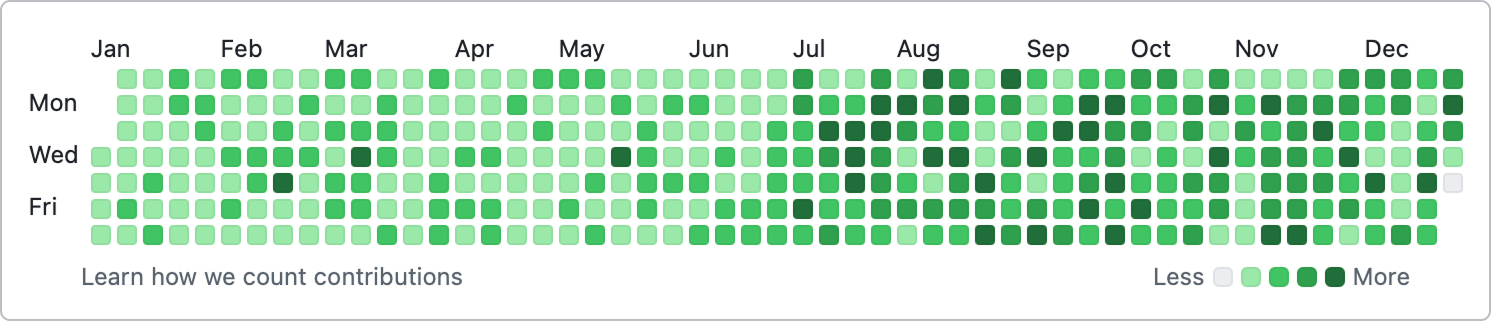 Jan Feb Mar Apr May Jun Jul Aug Sep Oct Nov Dec
Mon
Wed
Fri
Learn how we count contributions Less More